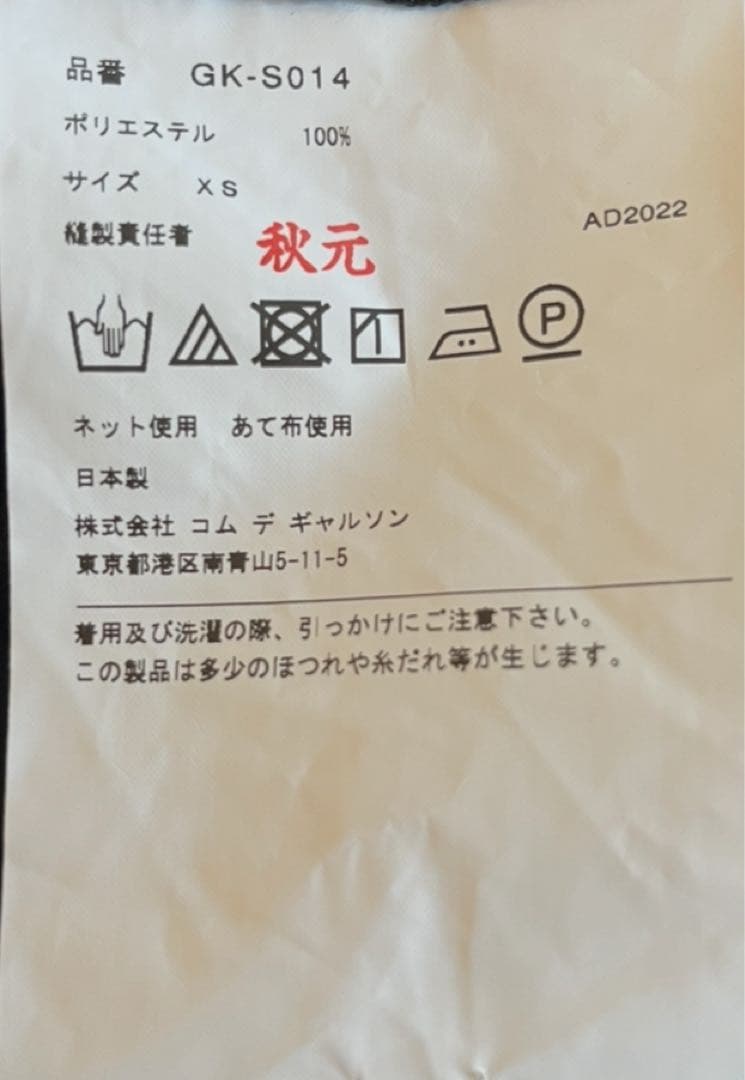 品番 GK-S014
ポリエステル 100%
サイズ XS
縫製責任者 秋元
AD2022
P
ネット使用 あて布使用
日本製
株式会社 コム デ ギャルソン
東京都港区南青山5-11-5
着用及び洗濯の際、引っかけにご注意下さい。
この製品は多少のほつれや糸だれ等が生じます。